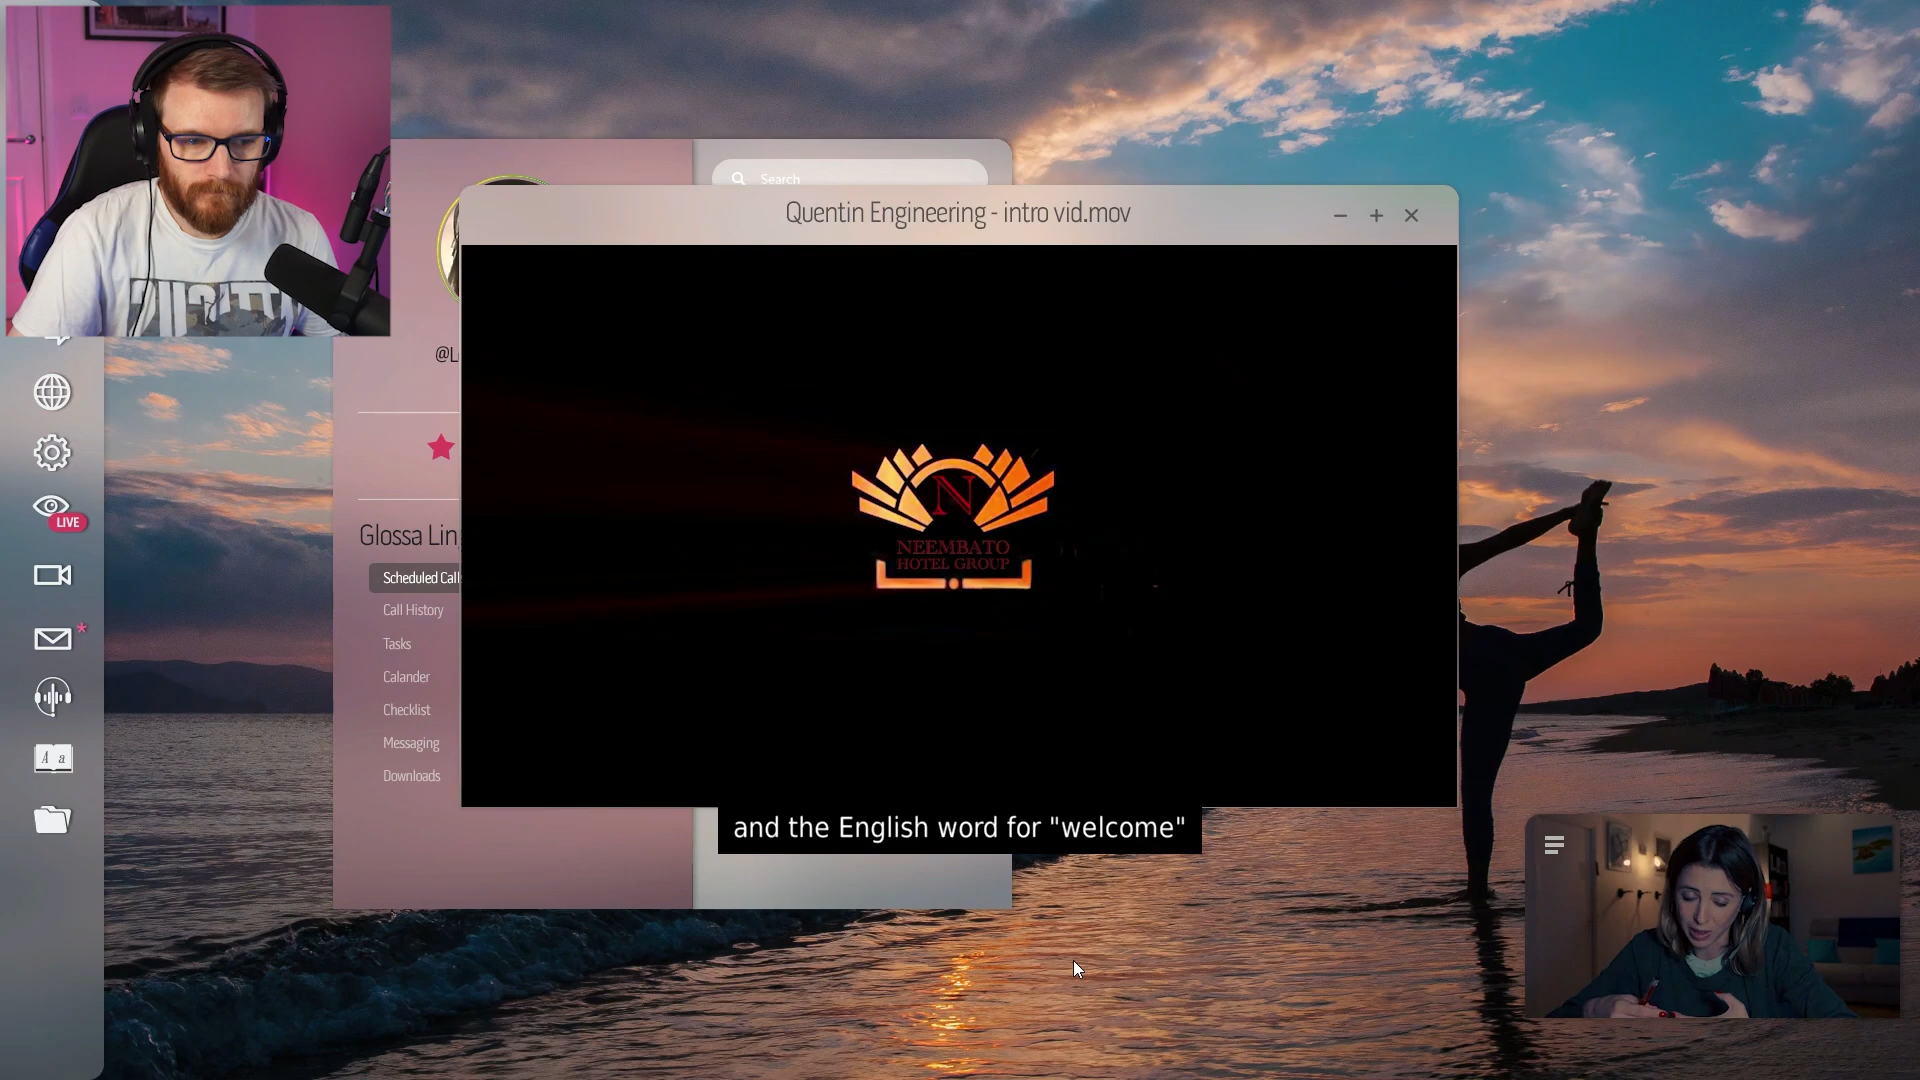 Search
Quentin Engineering - intro vid.mov
@L
N
NEEMBATO
HOTEL GROUP
LIVE
Glossa Lin
Scheduled Call
Call History
Tasks
Calander
Checklist
Messaging
Downloads
A a
and the English word for "welcome"